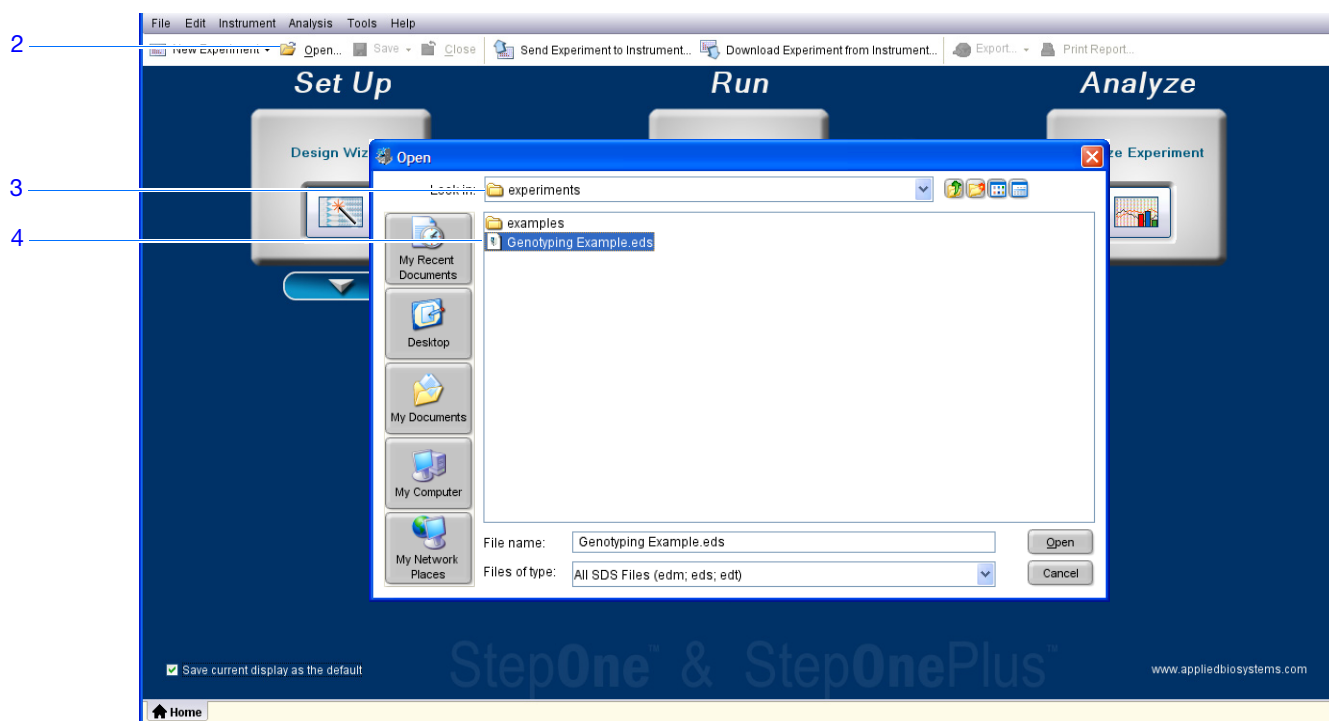 File Edit Instrument Analysis Tools Help
2
New Experiment Open... Save Close Send Experiment to Instrument... Download Experiment from Instrument... Export... Print Report...
Set Up Run Analyze
Design Wiz
ze Experiment
Open
3
Look in: experiments
examples
4
Genotyping Example.eds
My Recent
Documents
Desktop
My Documents
My Computer
My Network
Places
File name: Genotyping Example.eds Open
Files of type: All SDS Files (edm; eds; edt) Cancel
StepOne™ & StepOnePlus™
Save current display as the default
www.appliedbiosystems.com
Home